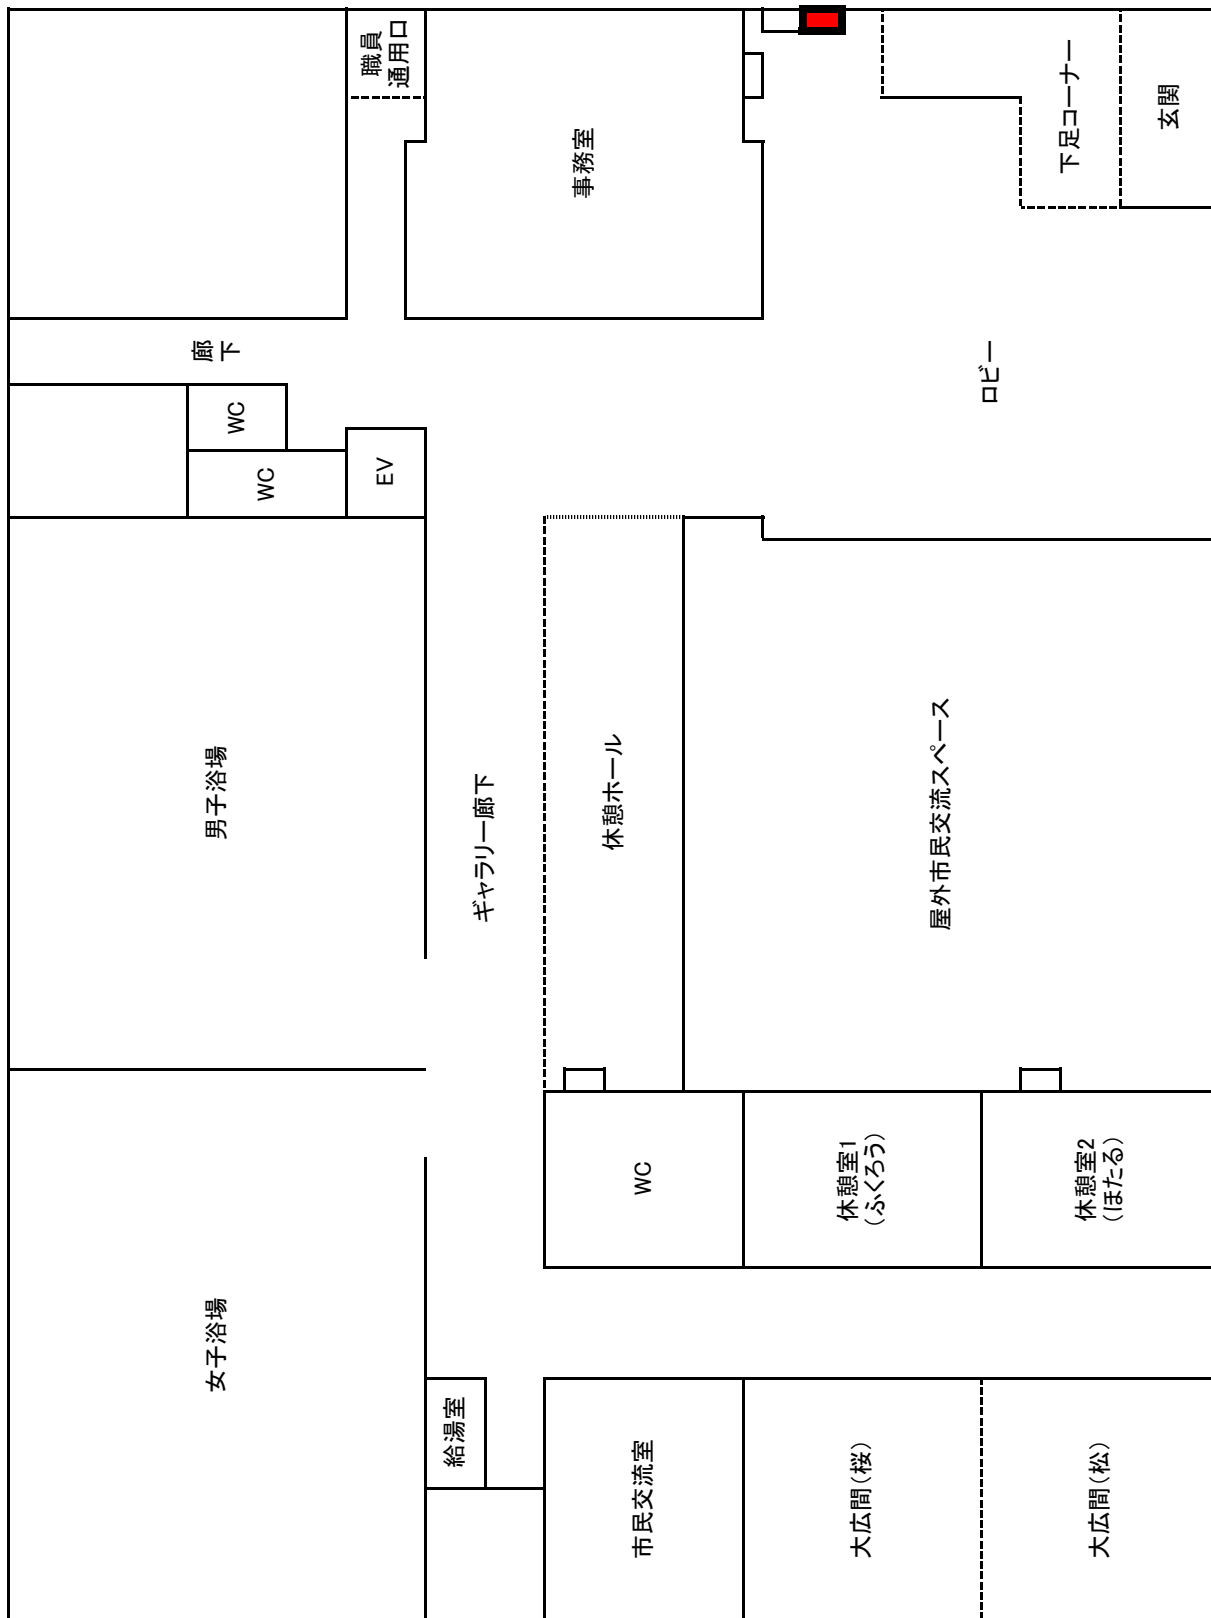 職員
通用口
事務室
下足コーナー
玄関
廊下
ロビー
WC
WC
EV
男子浴場
ギャラリー廊下
休憩ホール
屋外市民交流スペース
女子浴場
WC
休憩室1
(ふくろう)
休憩室2
(ほたる)
給湯室
市民交流室
大広間(桜)
大広間(松)